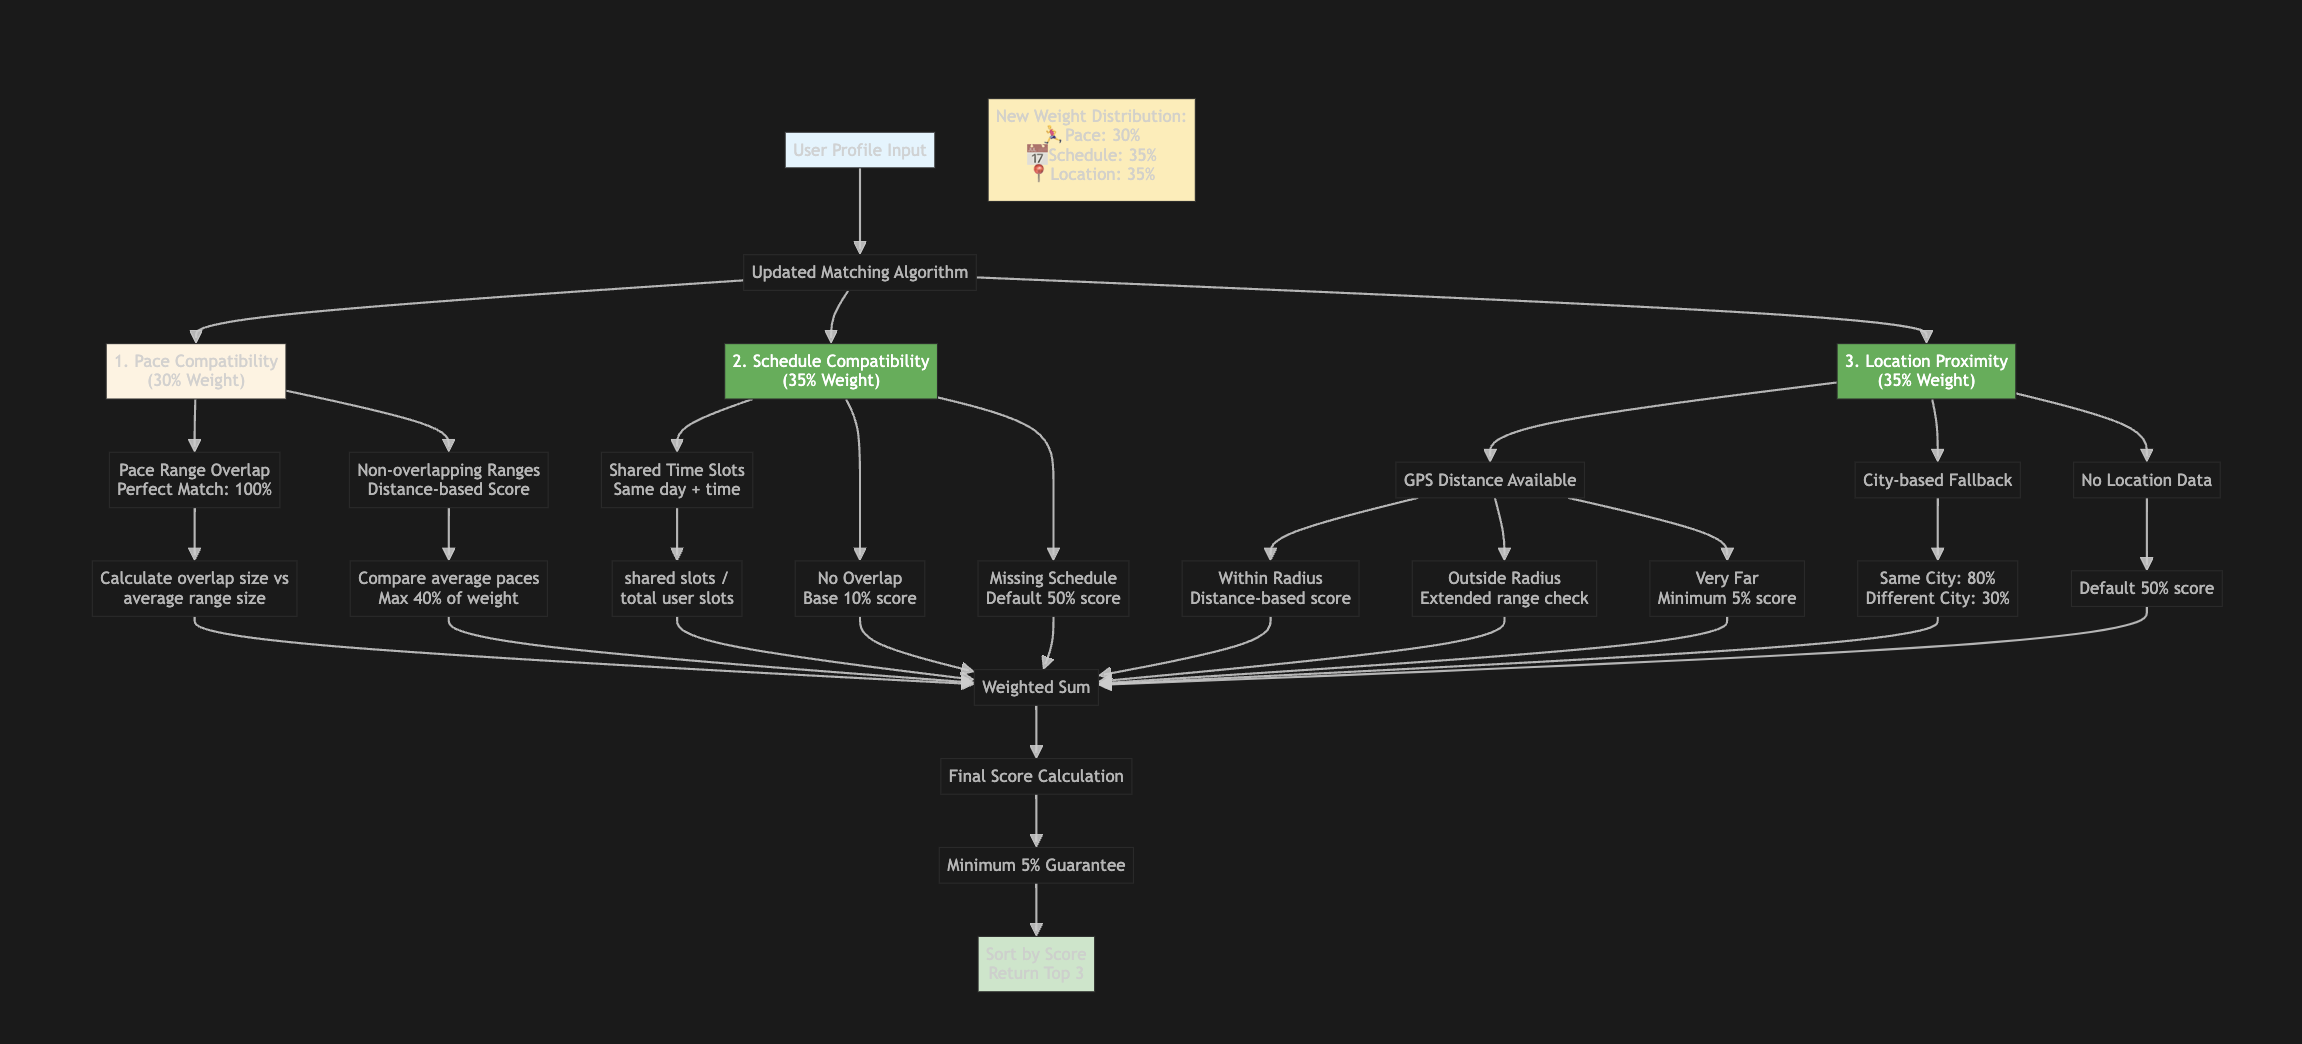 New Weight Distribution:
🏃 Pace: 30%
📅 Schedule: 35%
📍 Location: 35%
User Profile Input
Updated Matching Algorithm
1. Pace Compatibility
(30% Weight)
2. Schedule Compatibility
(35% Weight)
3. Location Proximity
(35% Weight)
Pace Range Overlap
Perfect Match: 100%
Non-overlapping Ranges
Distance-based Score
Shared Time Slots
Same day + time
GPS Distance Available
City-based Fallback
No Location Data
Calculate overlap size vs
average range size
Compare average paces
Max 40% of weight
shared slots /
total user slots
No Overlap
Base 10% score
Missing Schedule
Default 50% score
Within Radius
Distance-based score
Outside Radius
Extended range check
Very Far
Minimum 5% score
Same City: 80%
Different City: 30%
Default 50% score
Weighted Sum
Final Score Calculation
Minimum 5% Guarantee
Sort by Score
Return Top 3